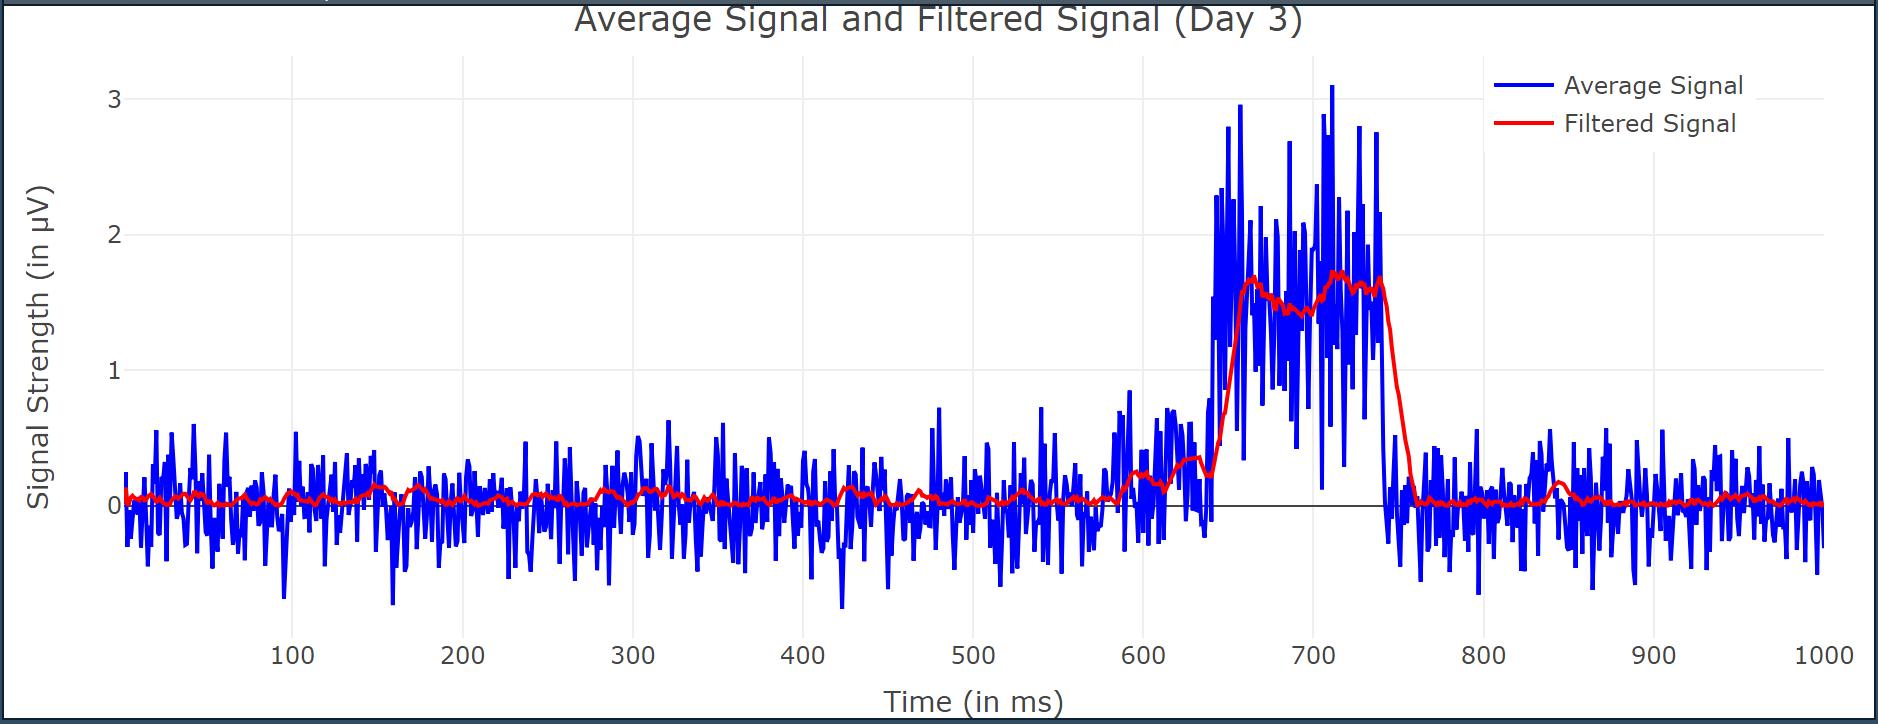 Average Signal and Filtered Signal (Day 3)
Average Signal
Filtered Signal
Signal Strength (in μV)
3
2
1
0
100 200 300 400 500 600 700 800 900 1000
Time (in ms)